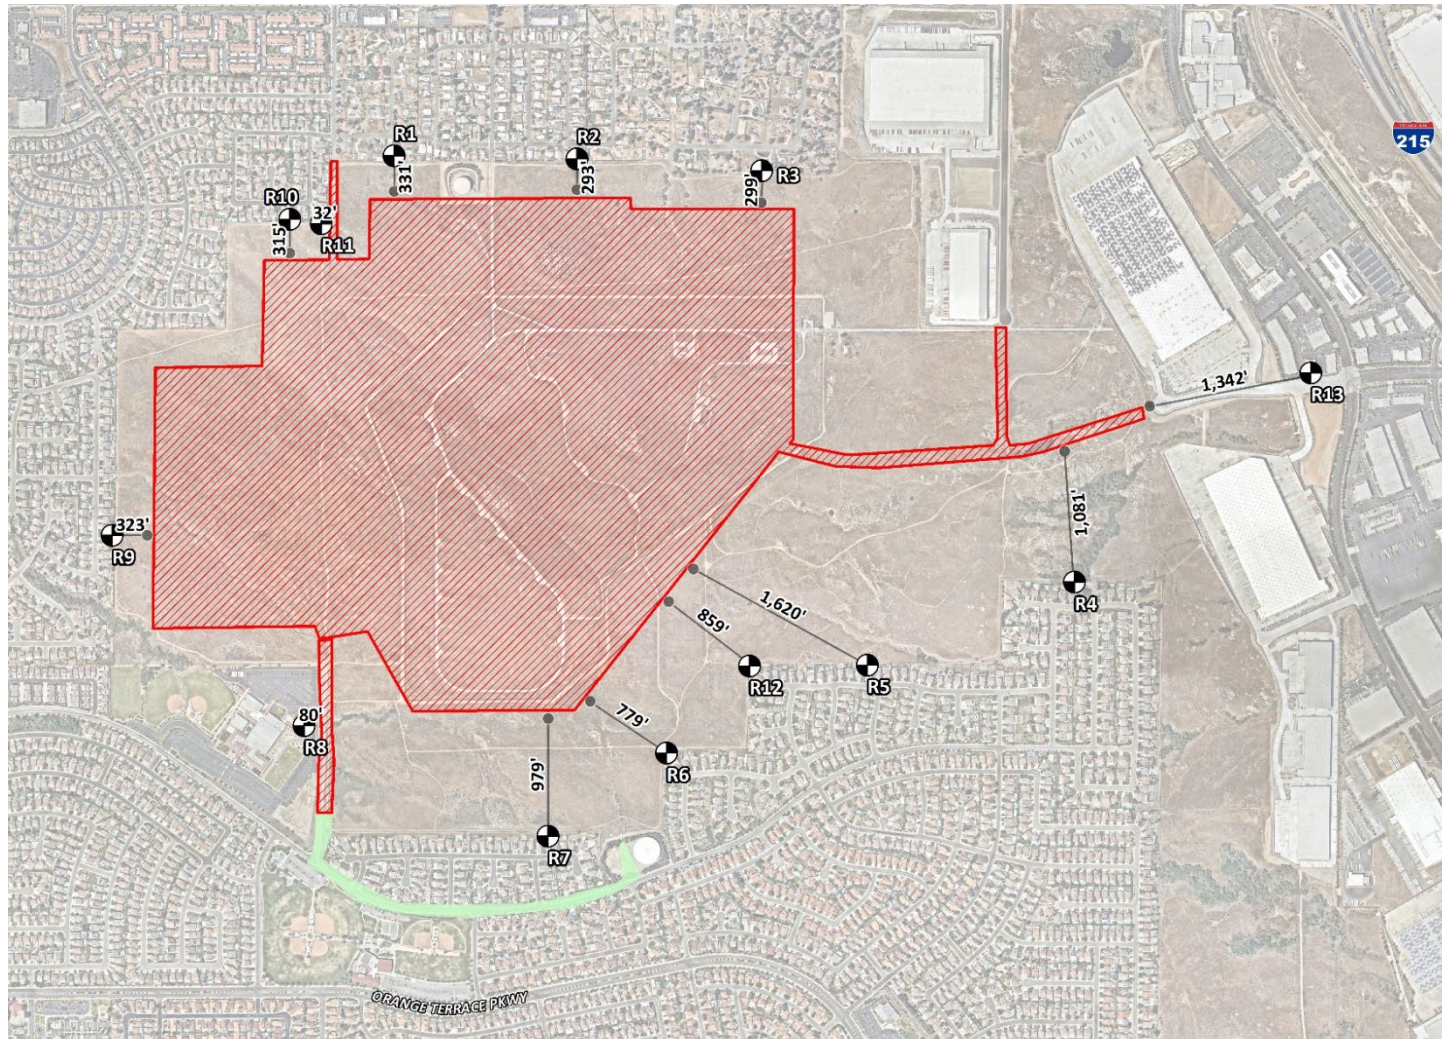 R1
331'
R2
293'
R3
299'
INTERSTATE
215
R10
315'
32'
R11
1,342'
R13
1,081'
R4
323'
R9
1,620'
R5
859'
R12
779'
R6
80'
R8
979'
R7
ORANGE TERRACE PKWY